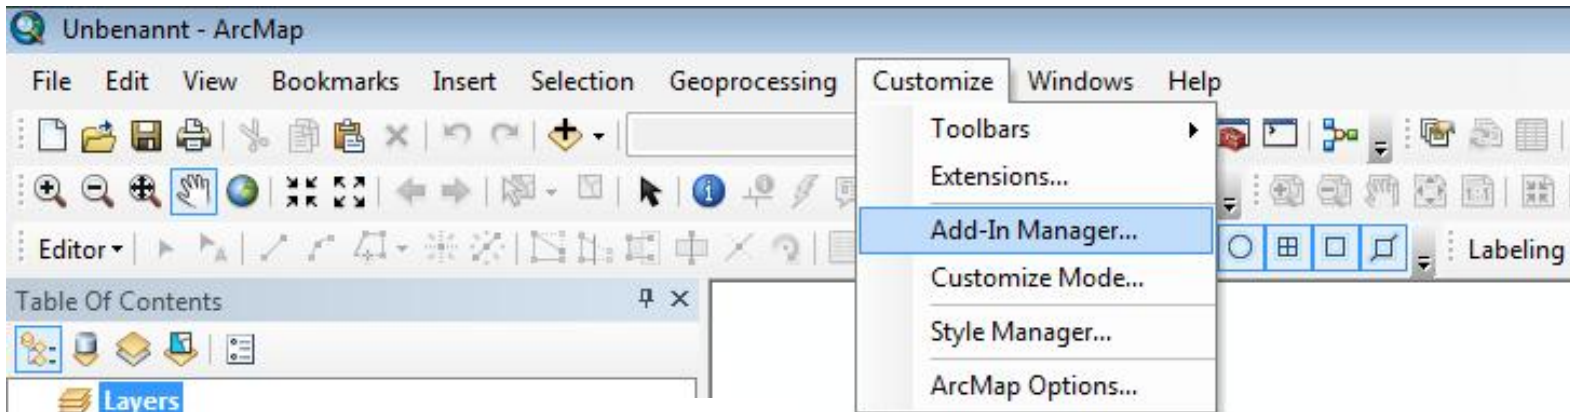 Unbenannt - ArcMap
File Edit View Bookmarks Insert Selection Geoprocessing Customize Windows Help
Toolbars
Extensions...
Add-In Manager...
Editor Labeling
Customize Mode...
Table Of Contents
Style Manager...
ArcMap Options...
Layers